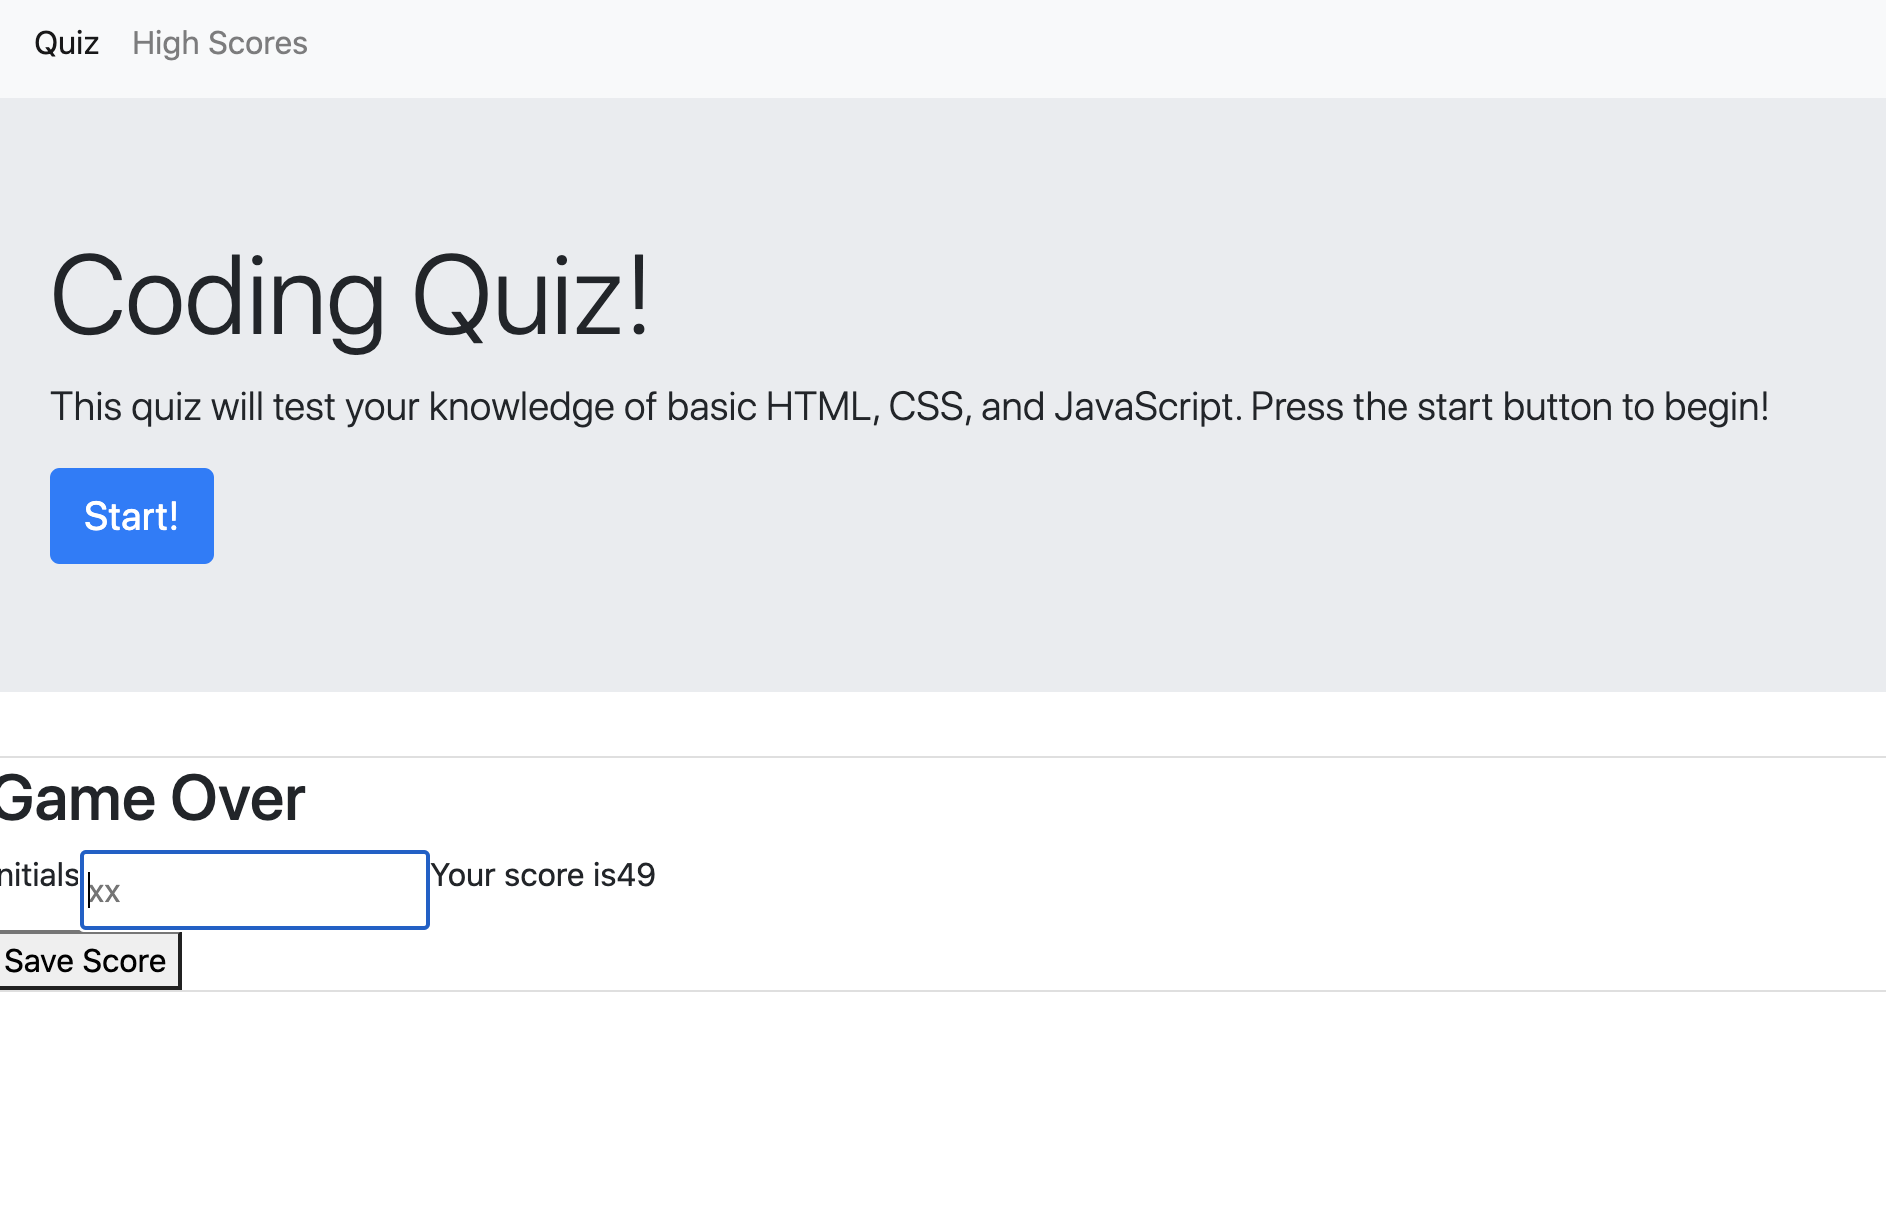 Quiz High Scores
Coding Quiz!
This quiz will test your knowledge of basic HTML, CSS, and JavaScript. Press the start button to begin!
Start!
Game Over
nitials xx Your score is49
Save Score